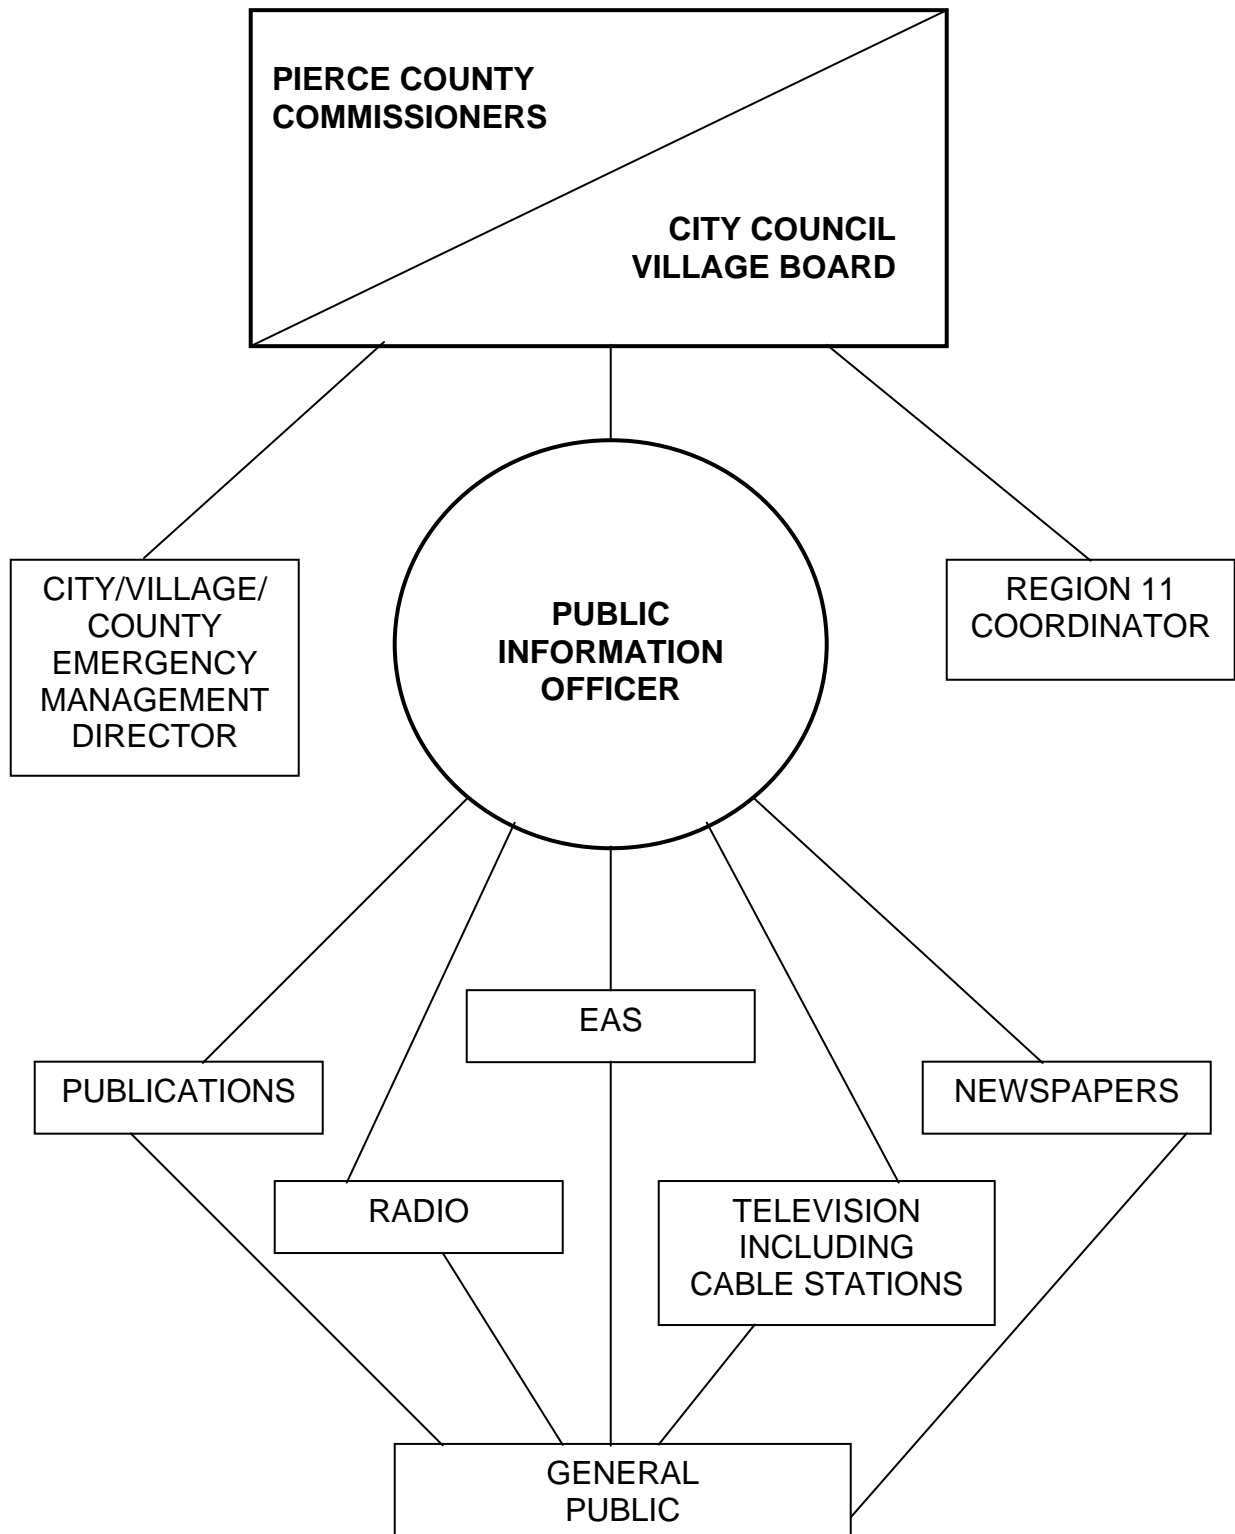 PIERCE COUNTY
COMMISSIONERS
CITY COUNCIL
VILLAGE BOARD
CITY/VILLAGE/
COUNTY
EMERGENCY
MANAGEMENT
DIRECTOR
PUBLIC
INFORMATION
OFFICER
REGION 11
COORDINATOR
EAS
PUBLICATIONS
NEWSPAPERS
RADIO
TELEVISION
INCLUDING
CABLE STATIONS
GENERAL
PUBLIC